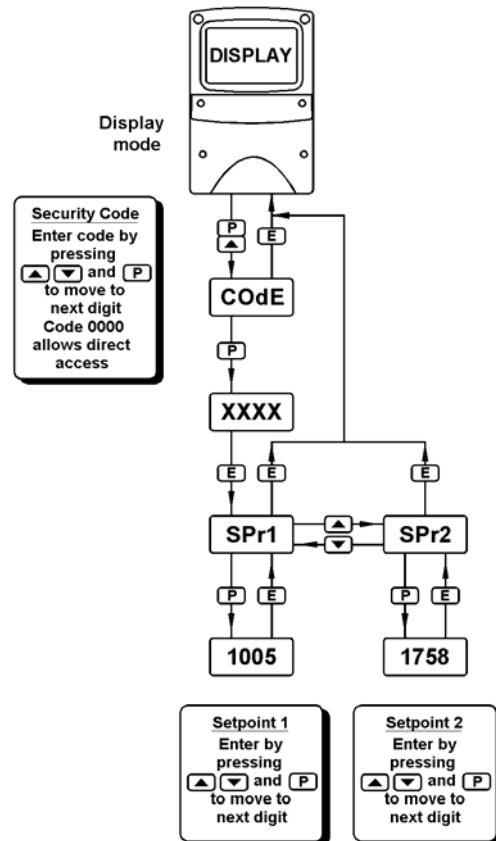 DISPLAY
Display
mode
Security Code
Enter code by
pressing
▲ ▼ and P
to move to
next digit
Code 0000
allows direct
access
P
▲
E
COdE
P
XXXX
E
E
E
SPr1
▲
▼
SPr2
P
E
P
E
1005
1758
Setpoint 1
Enter by
pressing
▲ ▼ and P
to move to
next digit
Setpoint 2
Enter by
pressing
▲ ▼ and P
to move to
next digit